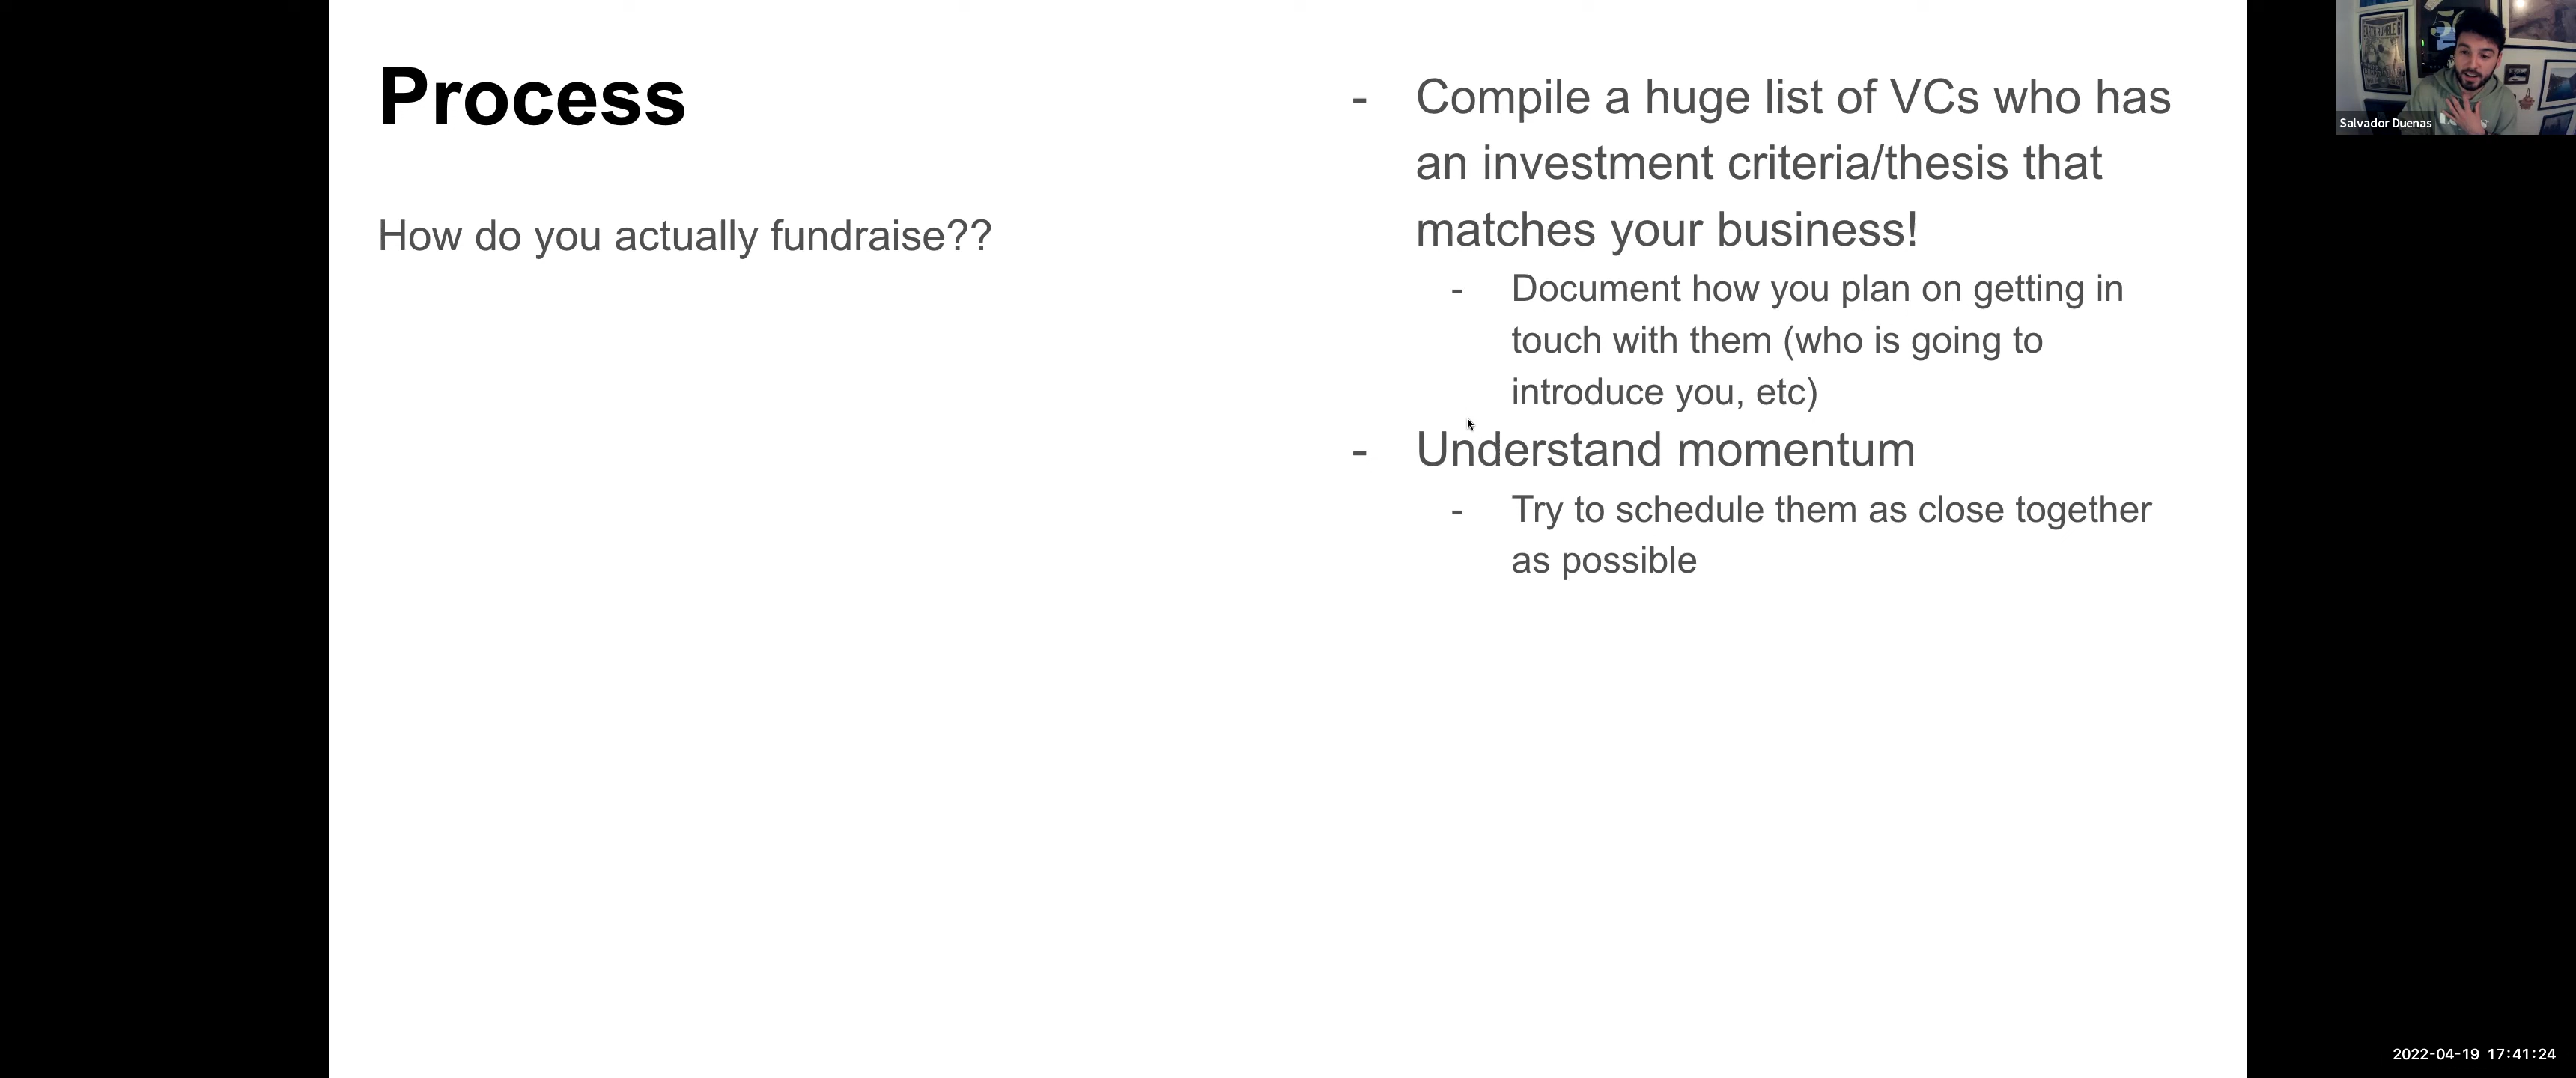 Process
How do you actually fundraise??
- Compile a huge list of VCs who has
an investment criteria/thesis that
matches your business!
- Document how you plan on getting in
touch with them (who is going to
introduce you, etc)
- Understand momentum
- Try to schedule them as close together
as possible
Salvador Duenas
2022-04-19 17:41:24